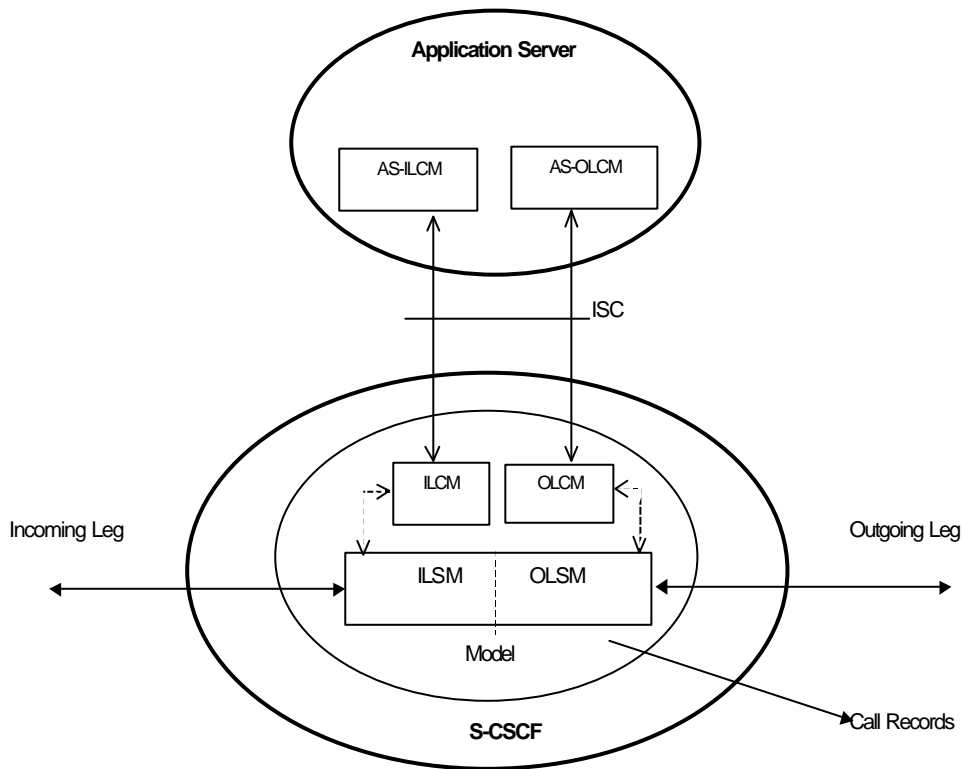 Application Server
AS-ILCM
AS-OLCM
ISC
ILCM
OLCM
Incoming Leg
Outgoing Leg
ILSM
OLSM
Model
S-CSCF
Call Records